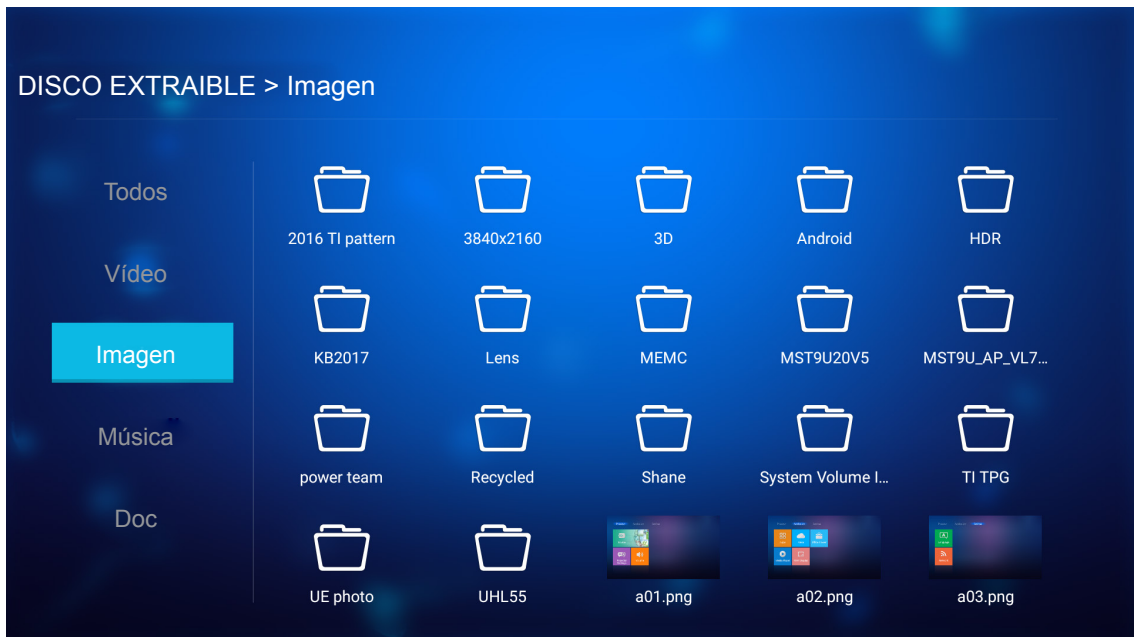 DISCO EXTRAIBLE > Imagen
Todos
Vídeo
Imagen
Música
Doc
2016 TI pattern
3840x2160
3D
Android
HDR
KB2017
Lens
MEMC
MST9U20V5
MST9U_AP_VL7...
power team
Recycled
Shane
System Volume I...
TI TPG
UE photo
UHL55
a01.png
a02.png
a03.png